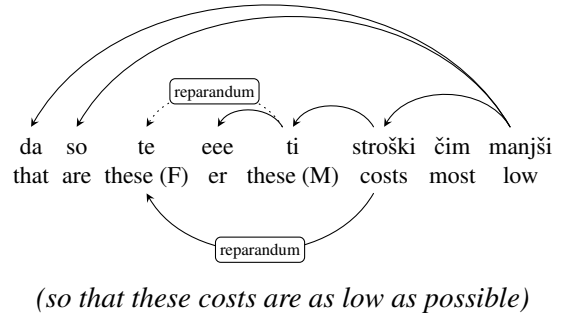 reparandum
da so te eee ti stroški čim manjši
that are these (F) er these (M) costs most low
reparandum
(so that these costs are as low as possible)